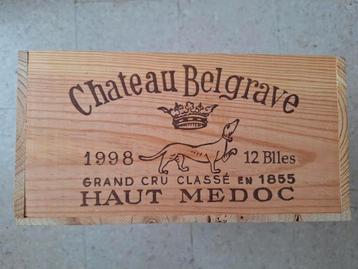 Chateau Belgrave
1998 12 Blles
GRAND CRU CLASSÉ EN 1855
HAUT MEDOC